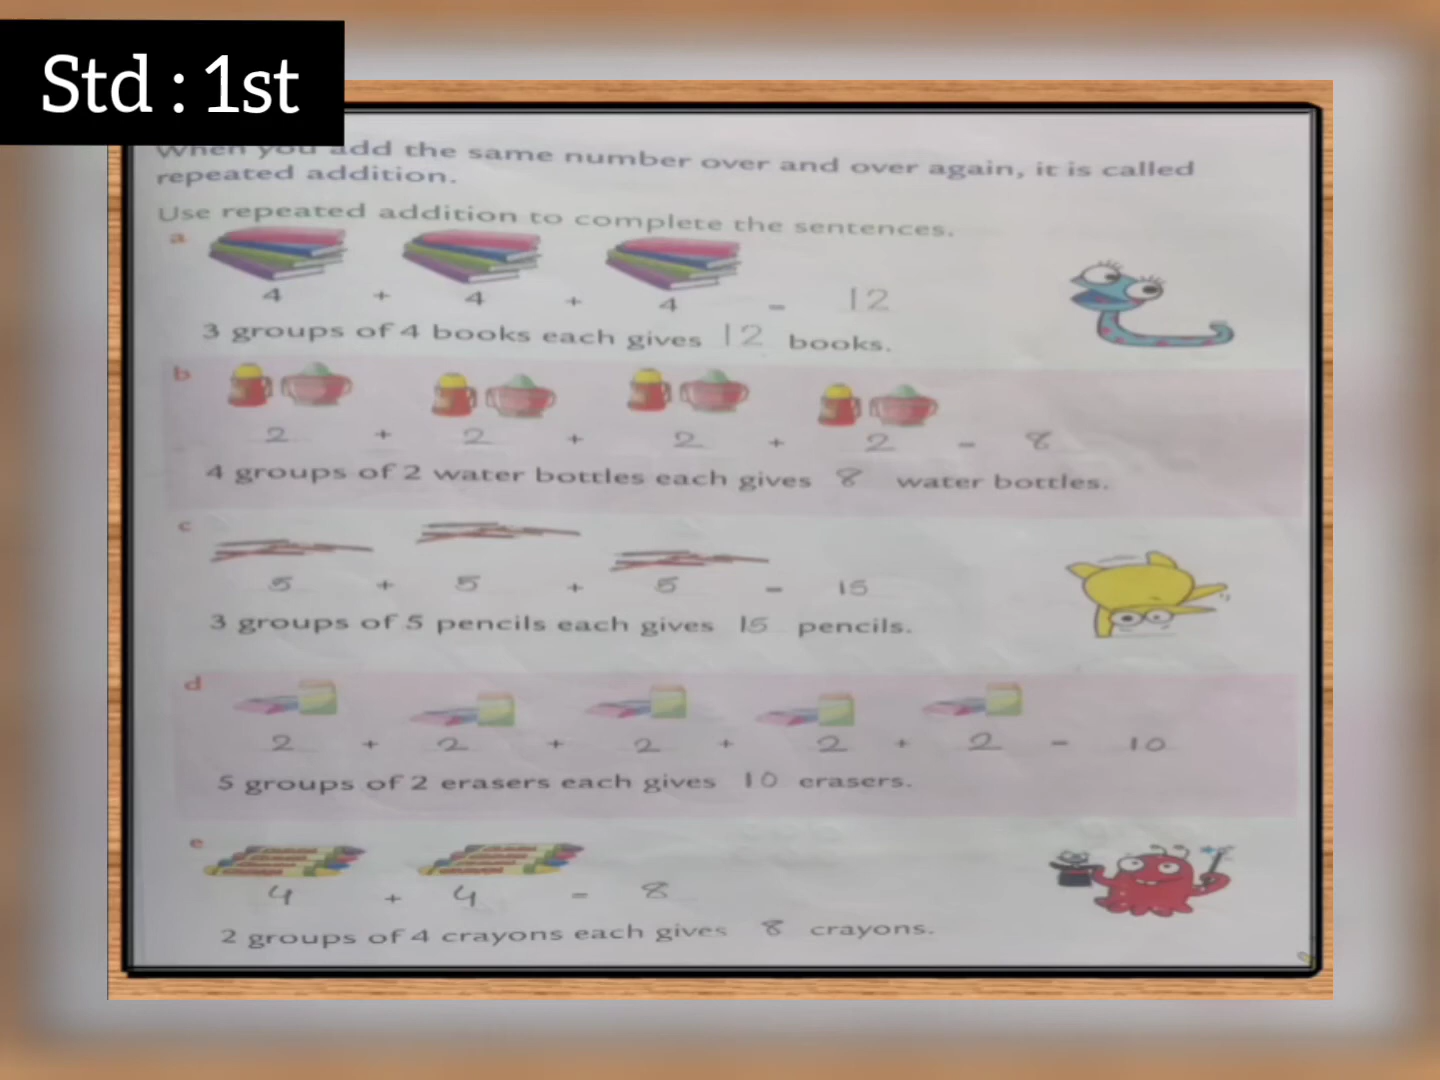 Std : 1st
When you add the same number over and over again, it is called
repeated addition.
Use repeated addition to complete the sentences.
a
4 + 4 + 4 = 12
3 groups of 4 books each gives 12 books.
b
2 + 2 + 2 + 2 = 8
4 groups of 2 water bottles each gives 8 water bottles.
c
5 + 5 + 5 = 15
3 groups of 5 pencils each gives 15 pencils.
d
2 + 2 + 2 + 2 + 2 = 10
5 groups of 2 erasers each gives 10 erasers.
e
4 + 4 = 8
2 groups of 4 crayons each gives 8 crayons.